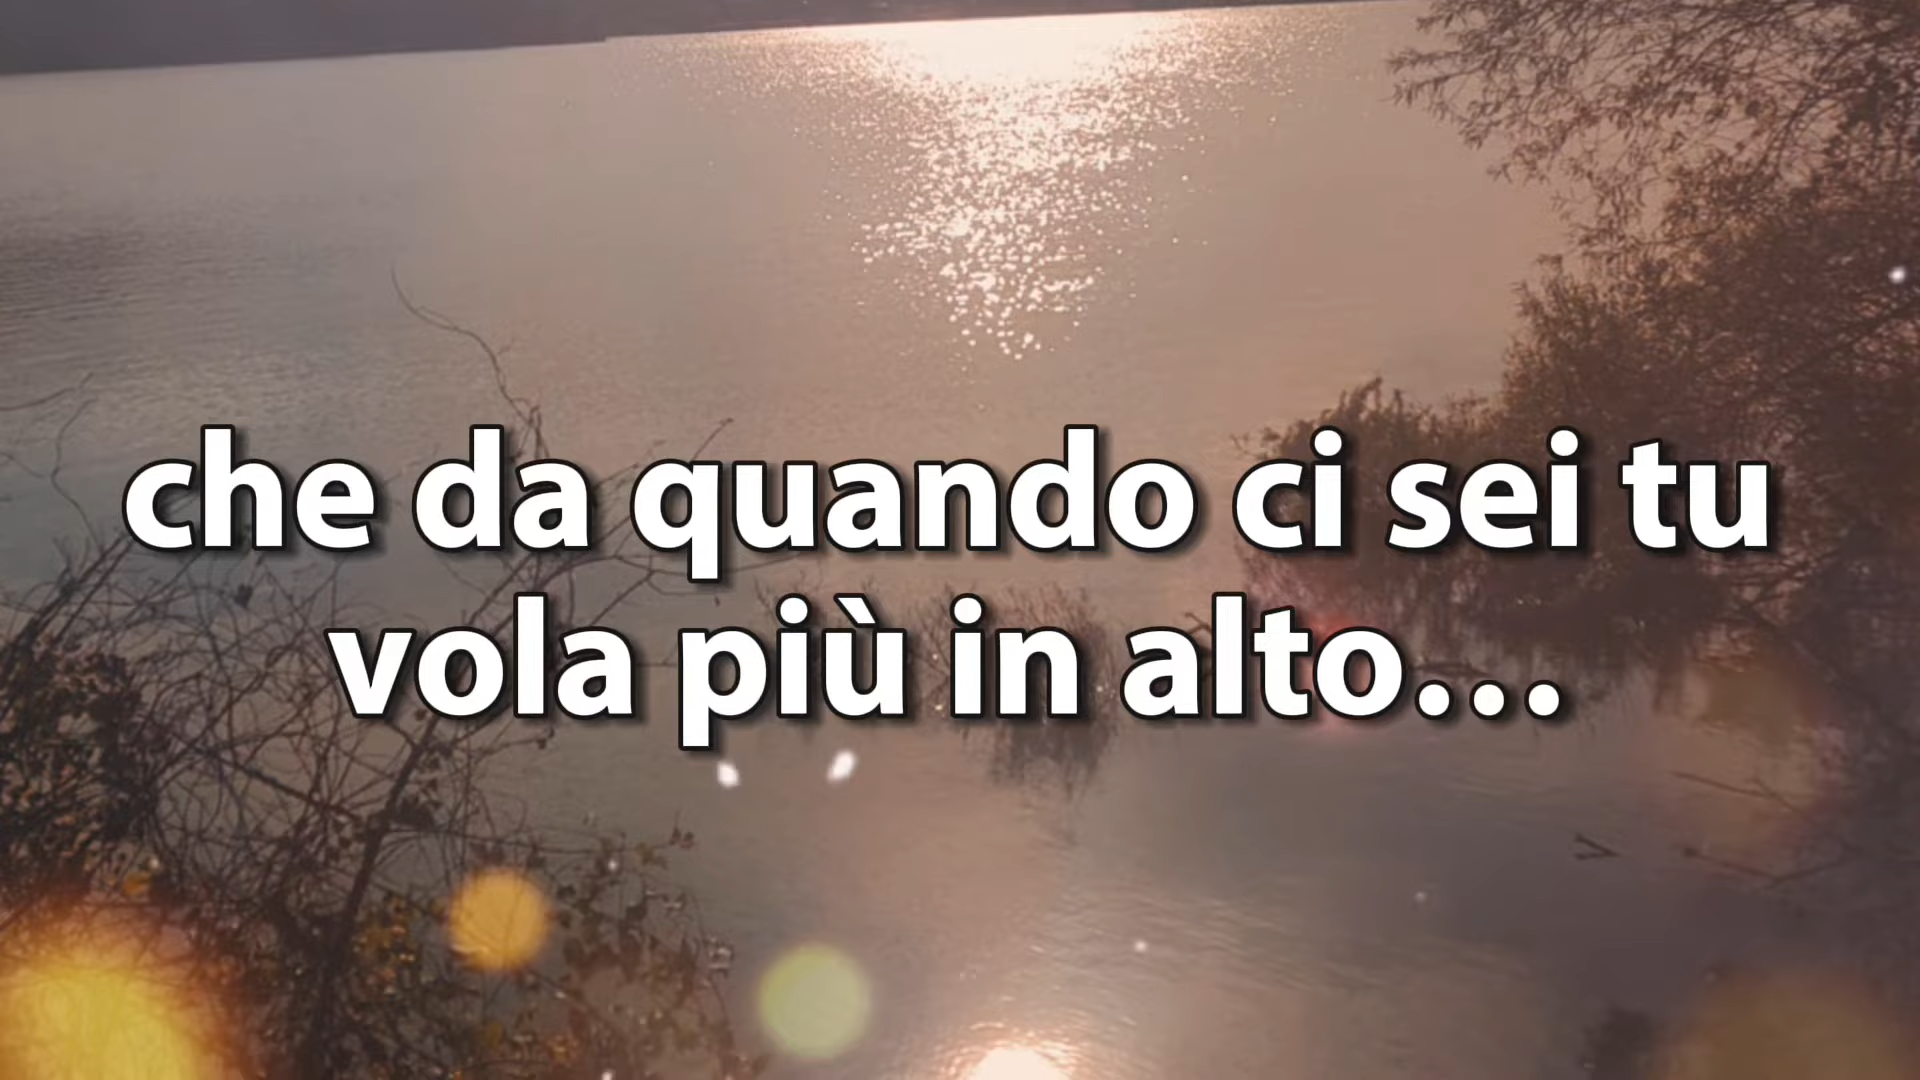 che da quando ci sei tu
vola più in alto...